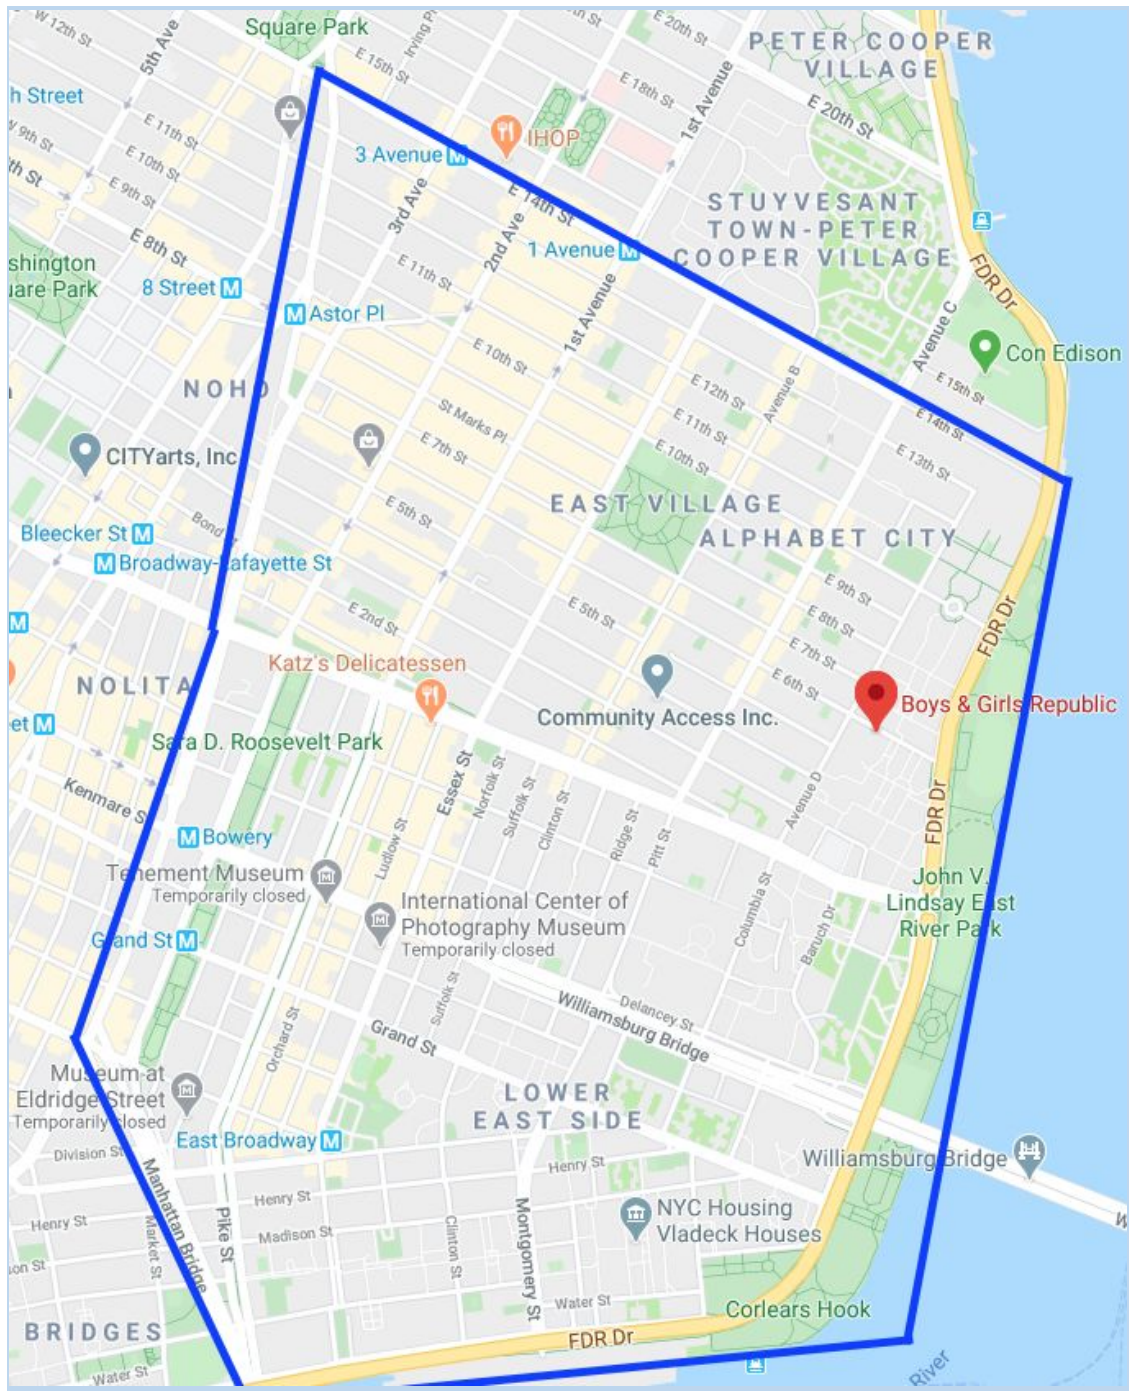 Square Park
W 12th St
5th Ave
Irving Pl
E 15th St
E 20th St
PETER COOPER
VILLAGE
h Street
E 18th St
1st Avenue
E 20th St
W 9th St
E 11th St
IHOP
3 Avenue M
E 10th St
th St
E 9th St
E 14th St
3rd Ave
STUYVESANT
TOWN-PETER
COOPER VILLAGE
E 8th St
2nd Ave
1 Avenue M
shington
uare Park
8 Street M
E 11th St
FDR Dr
M Astor Pl
1st Avenue
Avenue C
Con Edison
E 10th St
E 15th St
NOHO
E 12th St
Avenue B
St Marks Pl
E 11th St
E 14th St
CITYarts, Inc
E 7th St
E 10th St
E 13th St
EAST VILLAGE
E 5th St
Bond
ALPHABET CITY
Bleecker St M
M Broadway-Lafayette St
E 9th St
E 2nd St
E 5th St
E 8th St
M
FDR Dr
E 7th St
Katz's Delicatessen
E 6th St
NOLITA
Boys & Girls Republic
Community Access Inc.
et M
Sara D. Roosevelt Park
Essex St
Norfolk St
Suffolk St
Clinton St
Avenue D
Kenmare S
FDR Dr
Ridge St
Pitt St
M Bowery
Ludlow St
Tenement Museum
Temporarily closed
International Center of
Photography Museum
Temporarily closed
John V.
Lindsay East
River Park
Columbia St
Baruch Dr
Grand St M
Suffolk St
Delancey St
Williamsburg Bridge
Orchard St
Grand St
Museum at
Eldridge Street
Temporarily closed
LOWER
EAST SIDE
East Broadway M
Division St
Henry St
Williamsburg Bridge
Manhattan Bridge
Henry St
Henry St
Pike St
Market St
Madison St
Clinton St
Montgomery St
NYC Housing
Vladeck Houses
W
son St
Water St
Corlears Hook
BRIDGES
FDR Dr
Water St
River